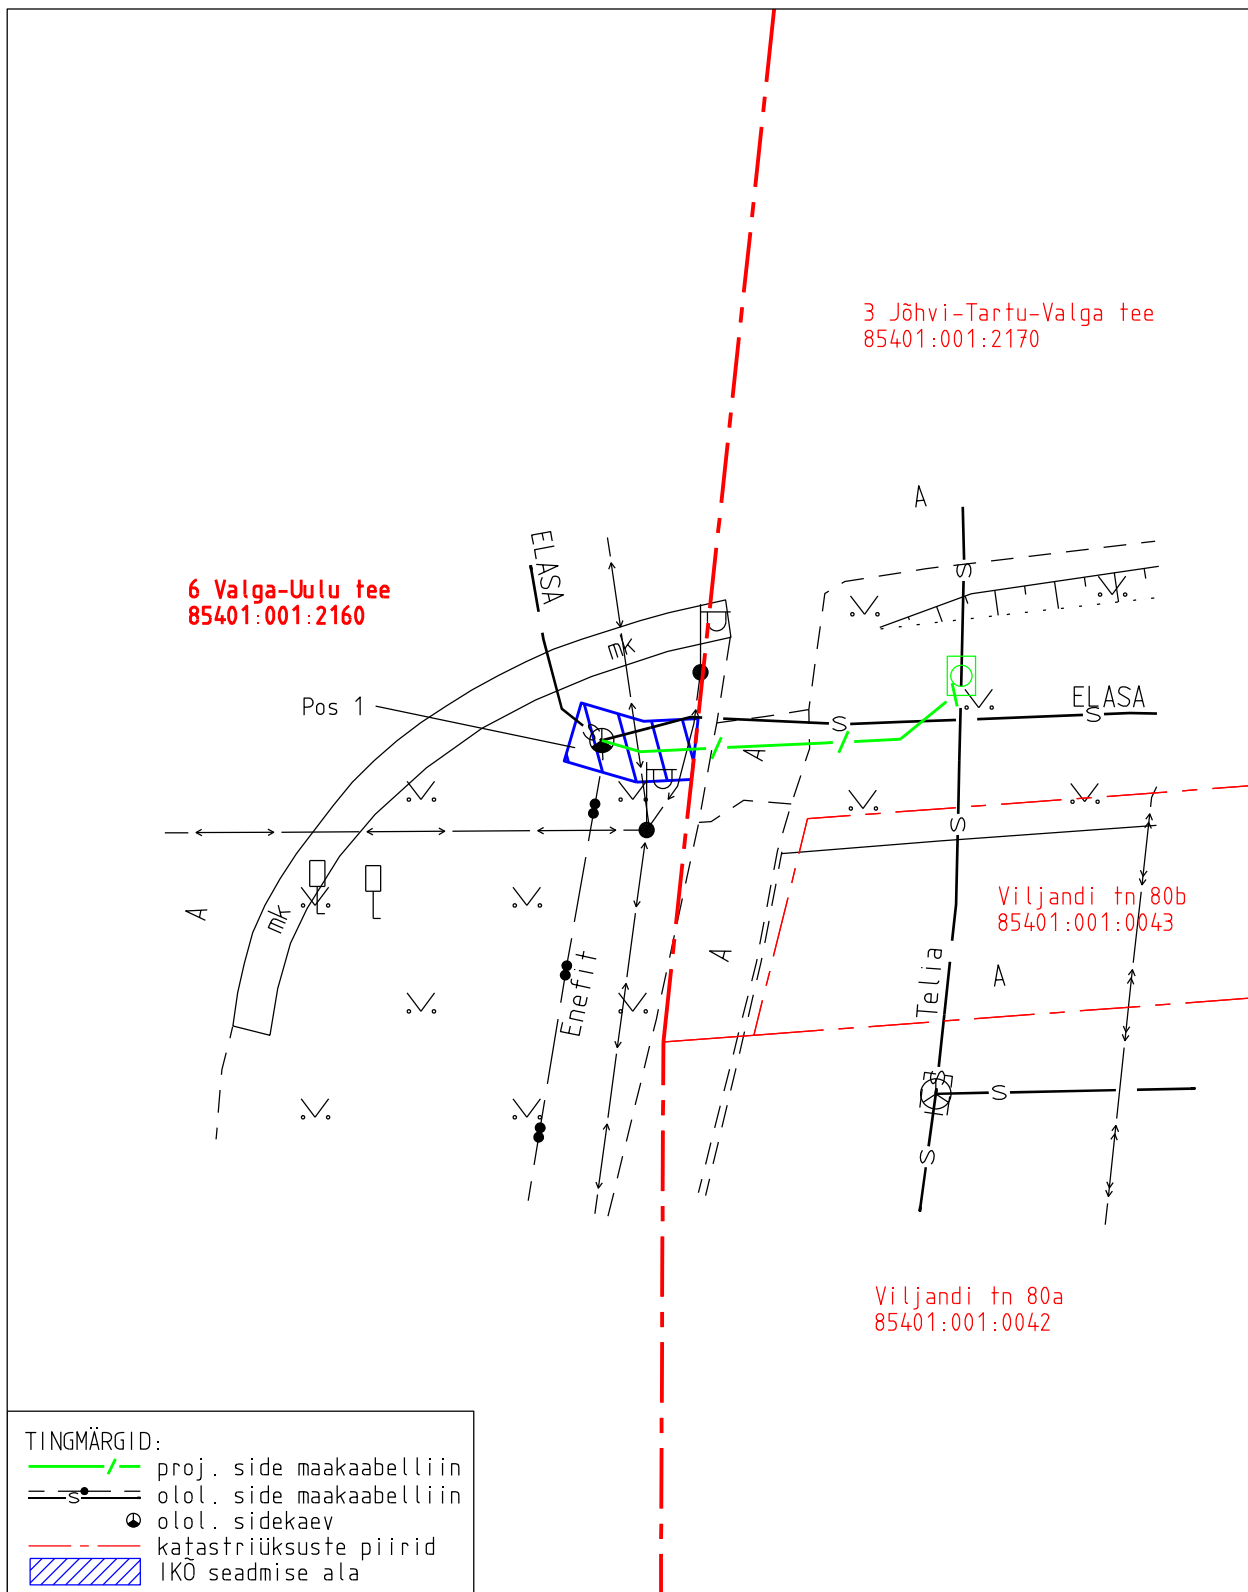 3 Jõhvi-Tartu-Valga tee
85401:001:2170
A
S
ELASA
6 Valga-Uulu tee
85401:001:2160
mk
Pos 1
ELASA
S
S
A
S
Viljandi tn 80b
85401:001:0043
A
mk
A
A
Enefit
Telia
S
S
S
Viljandi tn 80a
85401:001:0042
TINGMÄRGID:
proj. side maakaabelliin
S
olol. side maakaabelliin
olol. sidekaev
katastriüksuste piirid
IKÕ seadmise ala